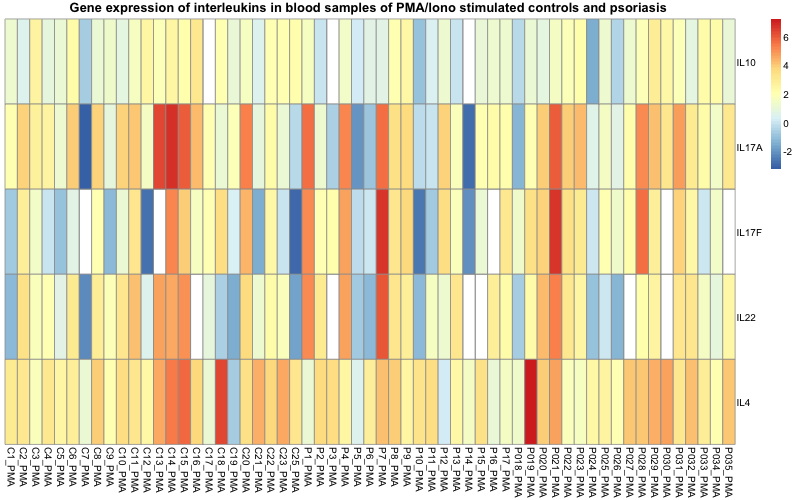 Gene expression of interleukins in blood samples of PMA/Iono stimulated controls and psoriasis
6
4
2
0
-2
IL10
IL17A
IL17F
IL22
IL4
C1_PMA
C2_PMA
C3_PMA
C4_PMA
C5_PMA
C6_PMA
C7_PMA
C8_PMA
C9_PMA
C10_PMA
C11_PMA
C12_PMA
C13_PMA
C14_PMA
C15_PMA
C16_PMA
C17_PMA
C18_PMA
C19_PMA
C20_PMA
C21_PMA
C22_PMA
C23_PMA
C25_PMA
P1_PMA
P2_PMA
P3_PMA
P4_PMA
P5_PMA
P6_PMA
P7_PMA
P8_PMA
P9_PMA
P10_PMA
P11_PMA
P12_PMA
P13_PMA
P14_PMA
P15_PMA
P16_PMA
P17_PMA
P018_PMA
P019_PMA
P020_PMA
P021_PMA
P022_PMA
P023_PMA
P024_PMA
P025_PMA
P026_PMA
P027_PMA
P028_PMA
P029_PMA
P030_PMA
P031_PMA
P032_PMA
P033_PMA
P034_PMA
P035_PMA